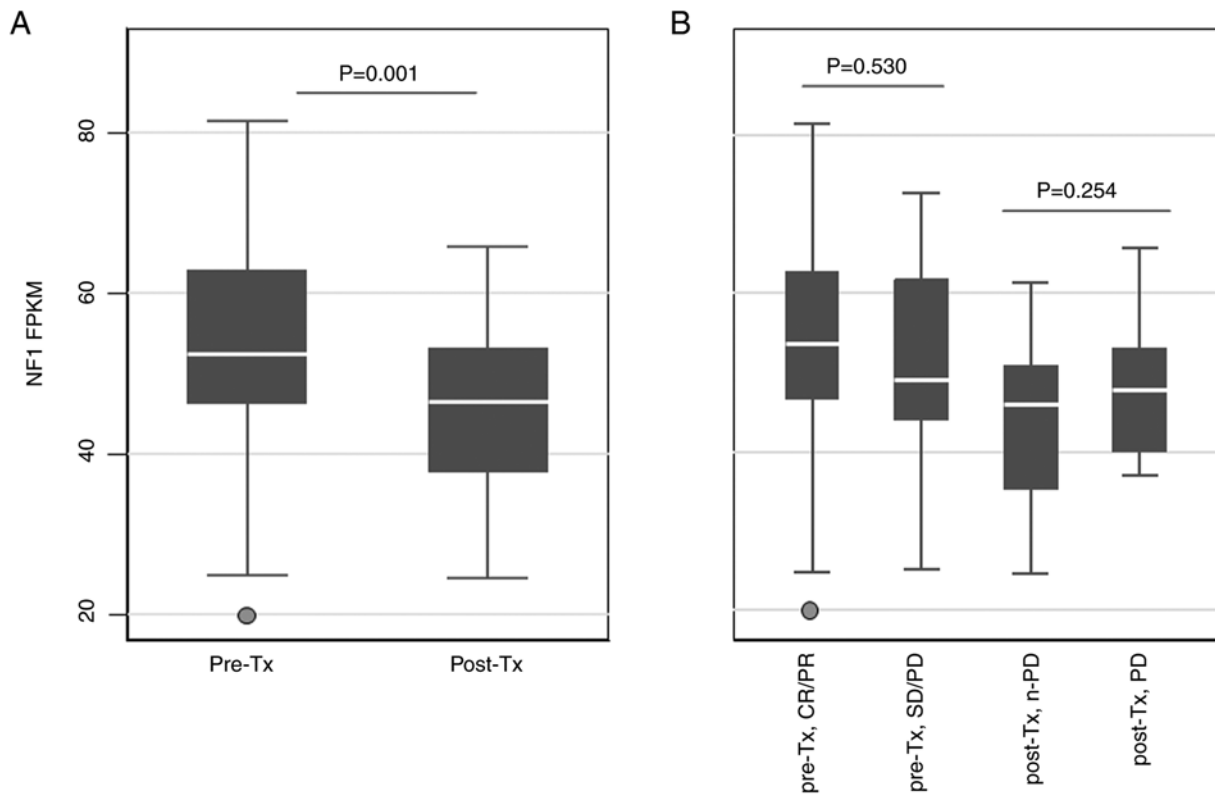 A
P=0.001
80
60
40
20
NF1 FPKM
Pre-Tx
Post-Tx
B
P=0.530
P=0.254
pre-Tx, CR/PR
pre-Tx, SD/PD
post-Tx, n-PD
post-Tx, PD